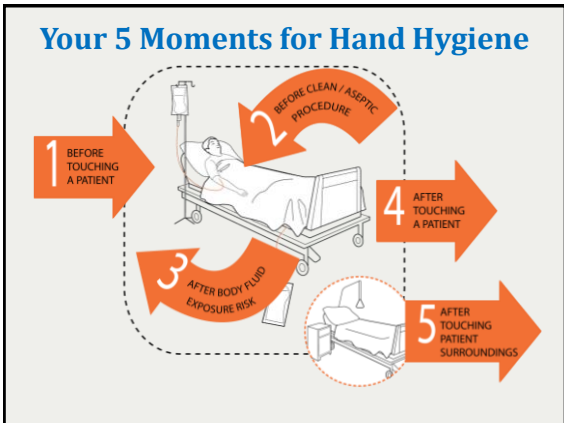 Your 5 Moments for Hand Hygiene
1
BEFORE
TOUCHING
A PATIENT
2
BEFORE CLEAN / ASEPTIC
PROCEDURE
3
AFTER BODY FLUID
EXPOSURE RISK
4
AFTER
TOUCHING
A PATIENT
5
AFTER
TOUCHING
PATIENT
SURROUNDINGS